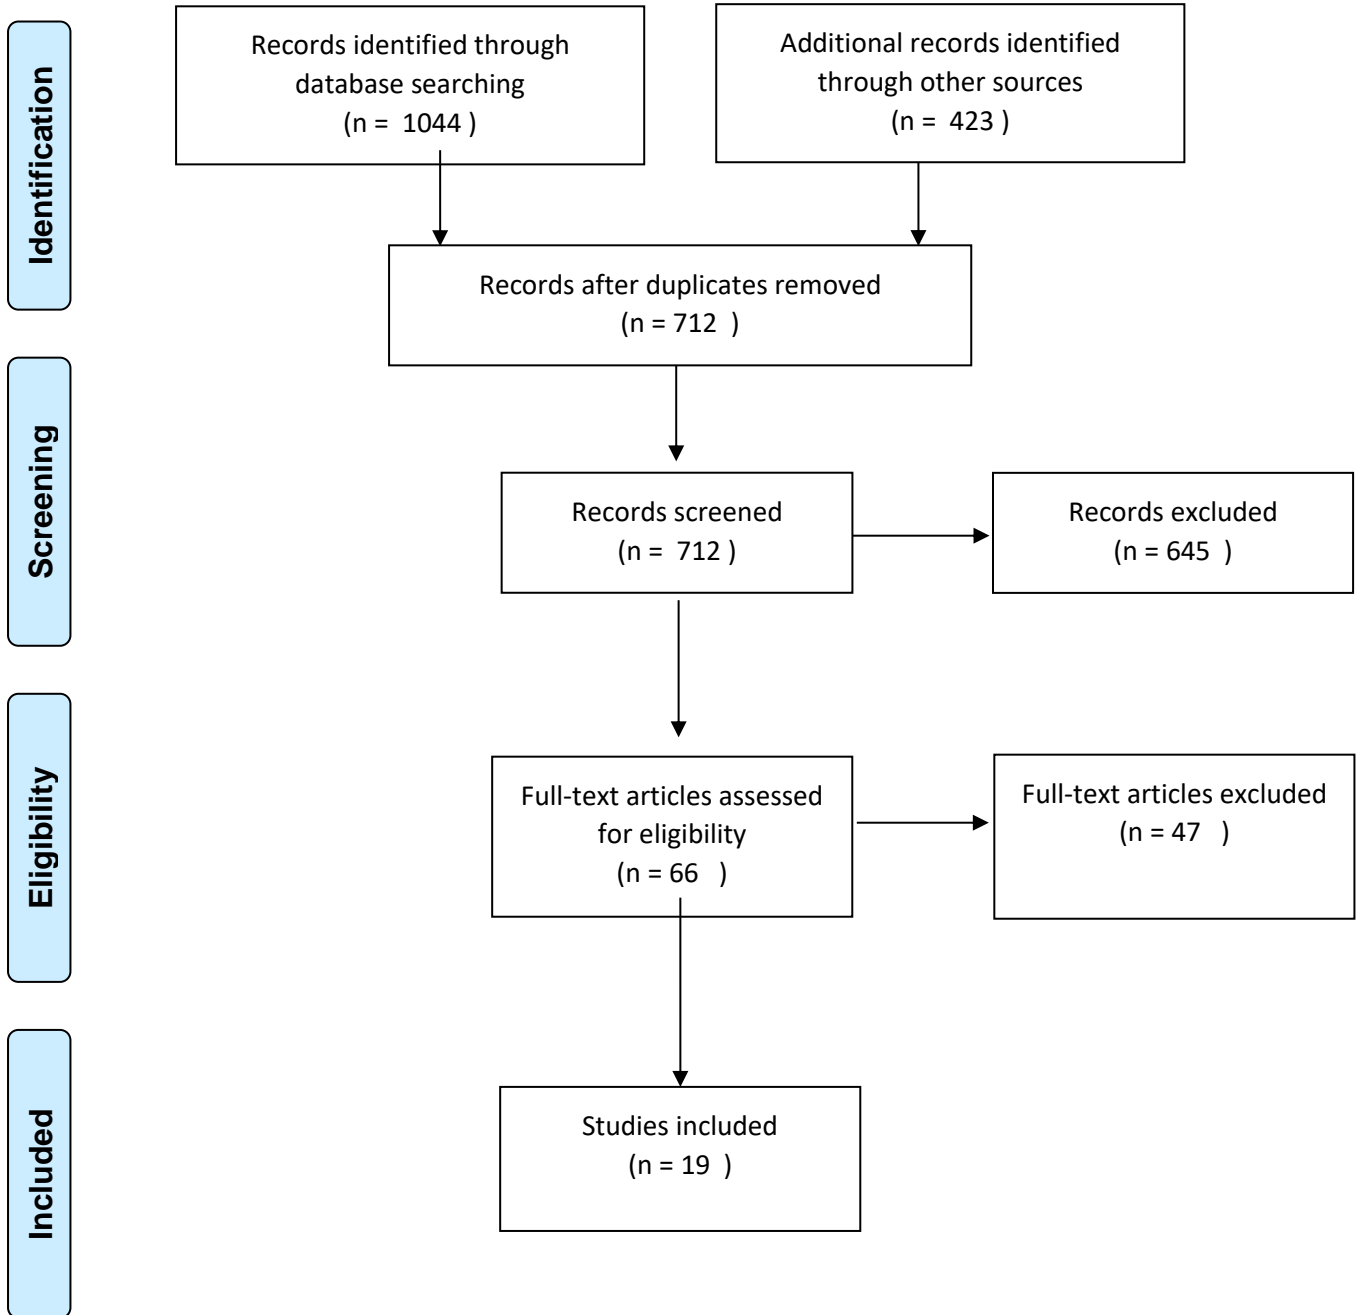 Identification
Records identified through
database searching
(n =  1044 )
Additional records identified
through other sources
(n =  423 )
Records after duplicates removed
(n = 712  )
Screening
Records screened
(n =  712 )
Records excluded
(n = 645  )
Eligibility
Full-text articles assessed
for eligibility
(n = 66   )
Full-text articles excluded
(n = 47   )
Included
Studies included
(n = 19  )